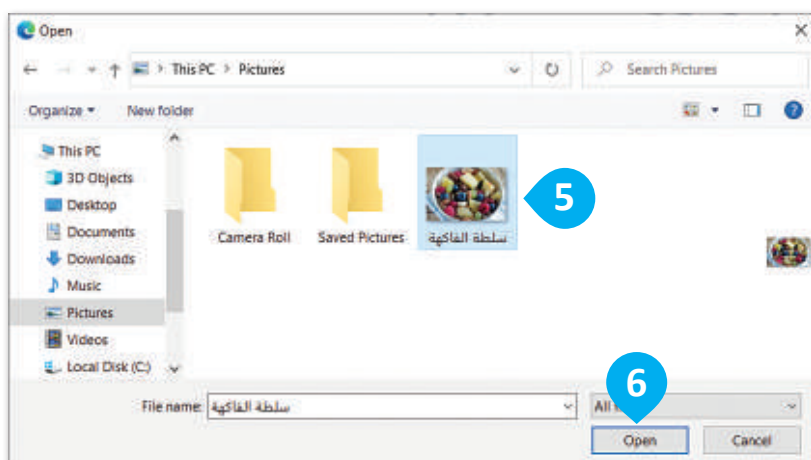 Open
This PC > Pictures
Search Pictures
Organize New folder
This PC
3D Objects
Desktop
Documents
Downloads
Music
Pictures
Videos
Local Disk (C:)
Camera Roll
Saved Pictures
سلطة الفاكهة
5
File name: سلطة الفاكهة
All
6
Open
Cancel